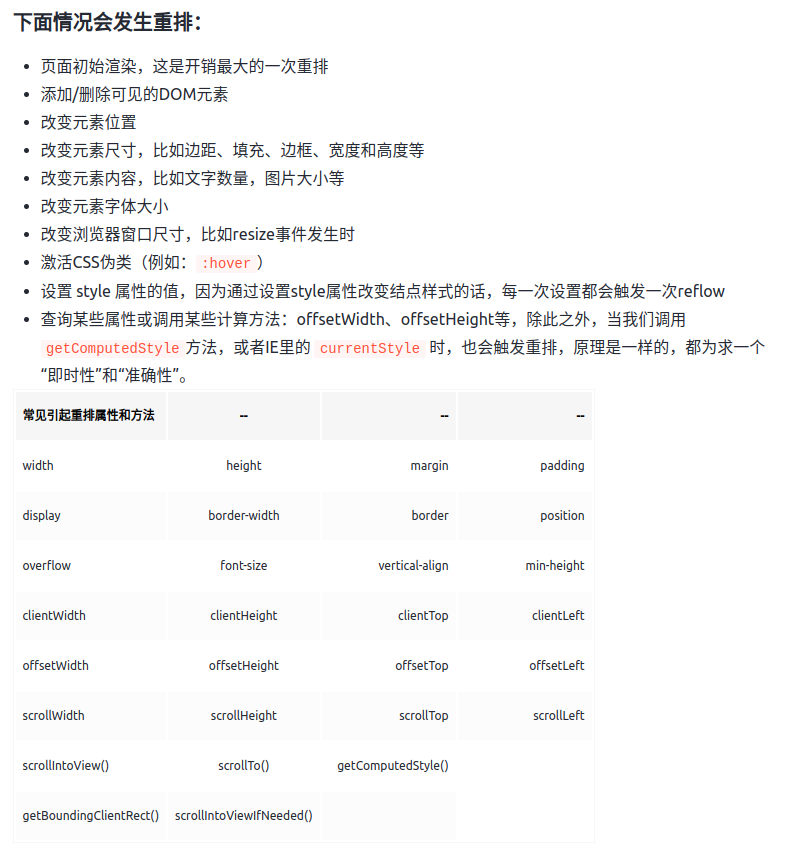 下面情况会发生重排：
页面初始渲染，这是开销最大的一次重排
添加/删除可见的DOM元素
改变元素位置
改变元素尺寸，比如边距、填充、边框、宽度和高度等
改变元素内容，比如文字数量，图片大小等
改变元素字体大小
改变浏览器窗口尺寸，比如resize事件发生时
激活CSS伪类（例如：:hover）
设置 style 属性的值，因为通过设置style属性改变结点样式的话，每一次设置都会触发一次reflow
查询某些属性或调用某些计算方法：offsetWidth、offsetHeight等，除此之外，当我们调用
getComputedStyle 方法，或者IE里的 currentStyle 时，也会触发重排，原理是一样的，都为求一个
“即时性”和“准确性”。
常见引起重排属性和方法 -- -- --
width height margin padding
display border-width border position
overflow font-size vertical-align min-height
clientWidth clientHeight clientTop clientLeft
offsetWidth offsetHeight offsetTop offsetLeft
scrollWidth scrollHeight scrollTop scrollLeft
scrollIntoView() scrollTo() getComputedStyle()
getBoundingClientRect() scrollIntoViewIfNeeded()